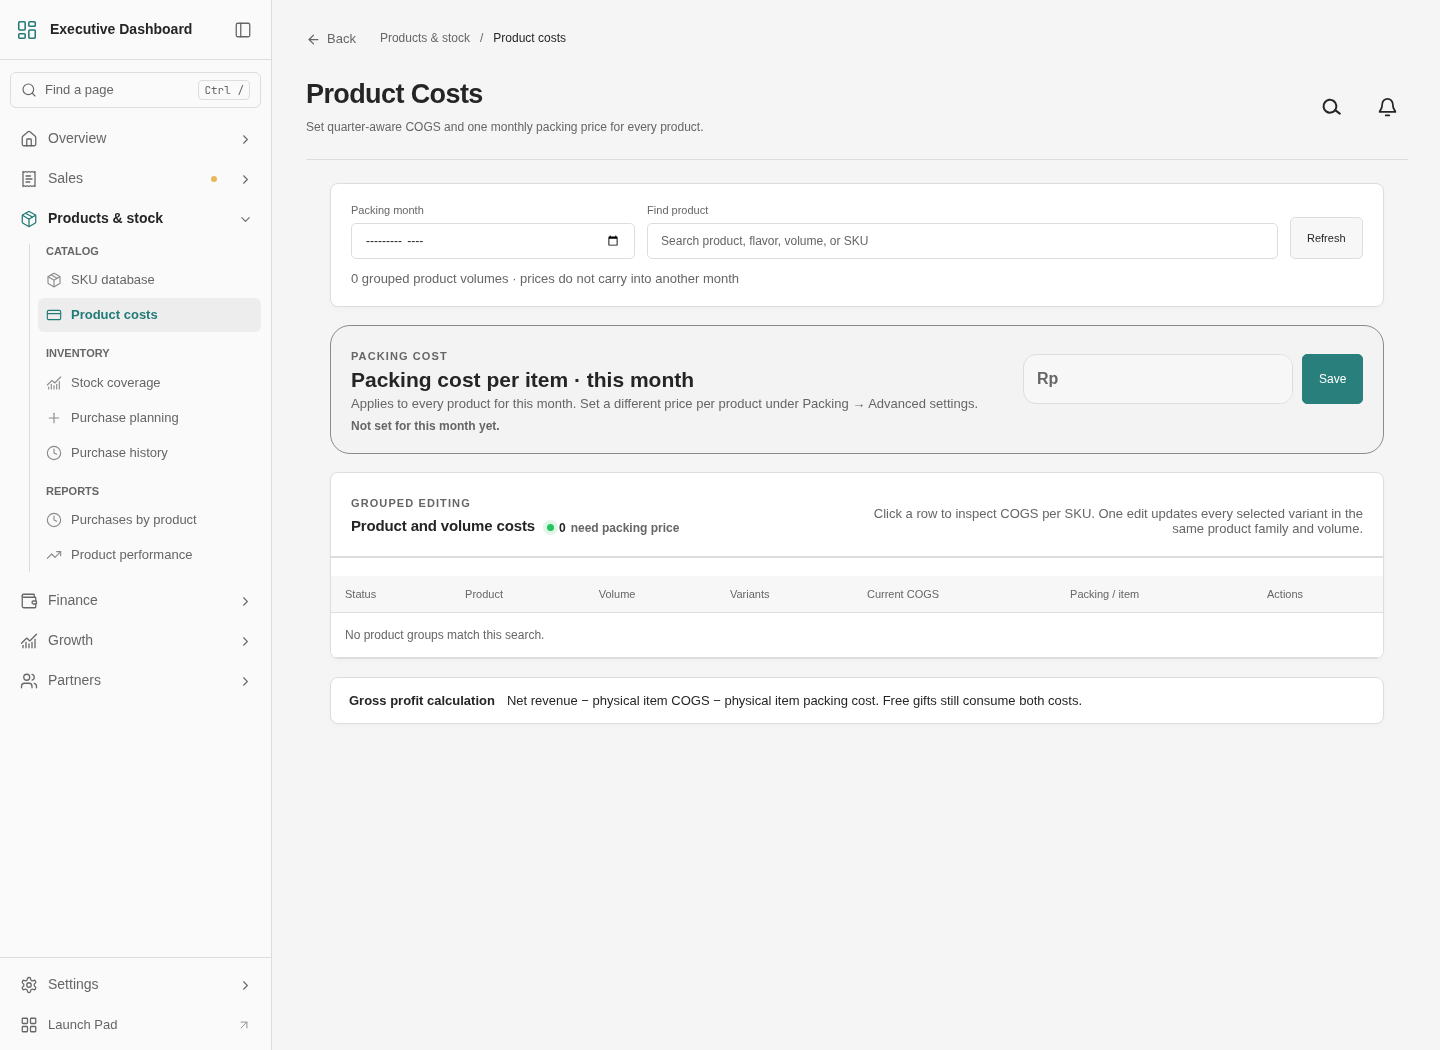 Executive Dashboard
Find a page
Ctrl /
Overview
Sales
Products & stock
CATALOG
SKU database
Product costs
INVENTORY
Stock coverage
Purchase planning
Purchase history
REPORTS
Purchases by product
Product performance
Finance
Growth
Partners
Settings
Launch Pad
Back
Products & stock / Product costs
Product Costs
Set quarter-aware COGS and one monthly packing price for every product.
Packing month
--------- ----
Find product
Search product, flavor, volume, or SKU
Refresh
0 grouped product volumes · prices do not carry into another month
PACKING COST
Packing cost per item · this month
Applies to every product for this month. Set a different price per product under Packing → Advanced settings.
Not set for this month yet.
Rp
Save
GROUPED EDITING
Product and volume costs 0 need packing price
Click a row to inspect COGS per SKU. One edit updates every selected variant in the
same product family and volume.
Status Product Volume Variants Current COGS Packing / item Actions
No product groups match this search.
Gross profit calculation Net revenue − physical item COGS − physical item packing cost. Free gifts still consume both costs.